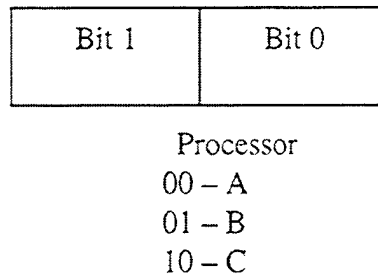 Bit 1 Bit 0
Processor
00 – A
01 – B
10 – C